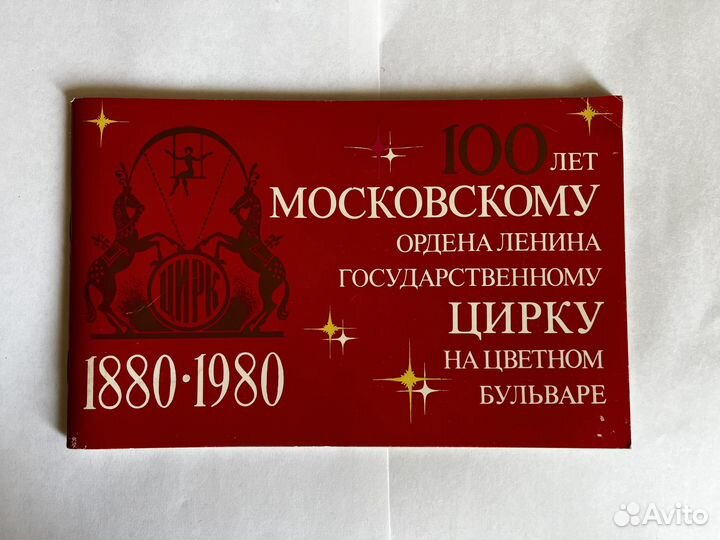 100 ЛЕТ
МОСКОВСКОМУ
ОРДЕНА ЛЕНИНА
ГОСУДАРСТВЕННОМУ
ЦИРКУ
НА ЦВЕТНОМ
БУЛЬВАРЕ
ЦИРК
1880·1980
Avito